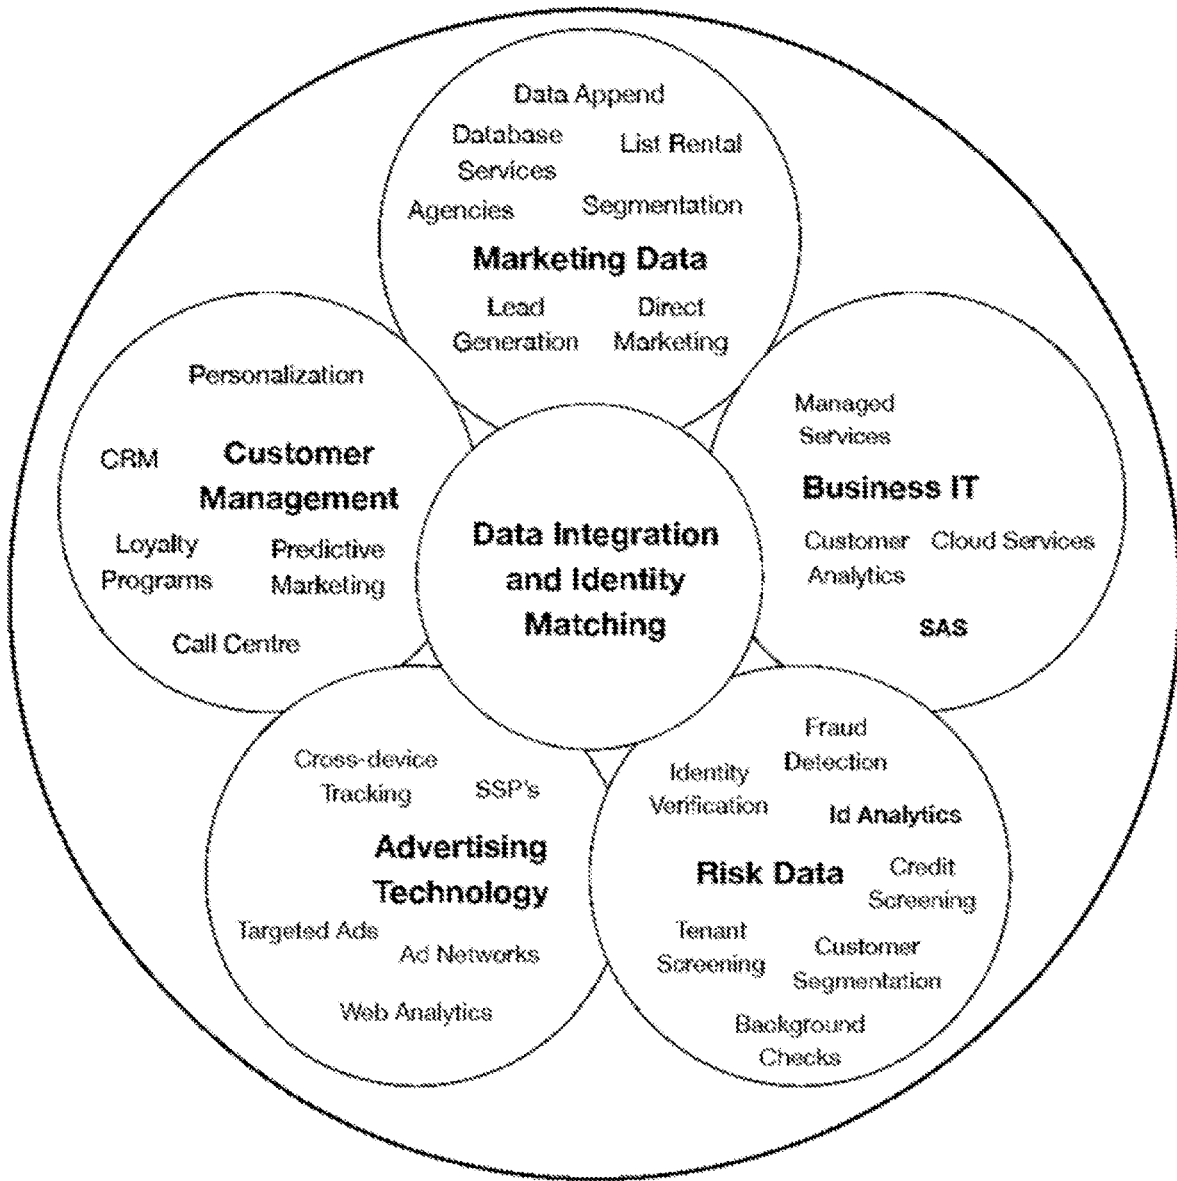 Data Append
Database
Services
List Rental
Agencies
Segmentation
Marketing Data
Lead
Generation
Direct
Marketing
Personalization
CRM
Customer
Management
Loyalty
Programs
Predictive
Marketing
Call Centre
Data Integration
and Identity
Matching
Managed
Services
Business IT
Customer
Analytics
Cloud Services
SAS
Cross-device
Tracking
SSP's
Advertising
Technology
Targeted Ads
Ad Networks
Web Analytics
Fraud
Detection
Identity
Verification
Id Analytics
Risk Data
Credit
Screening
Tenant
Screening
Customer
Segmentation
Background
Checks